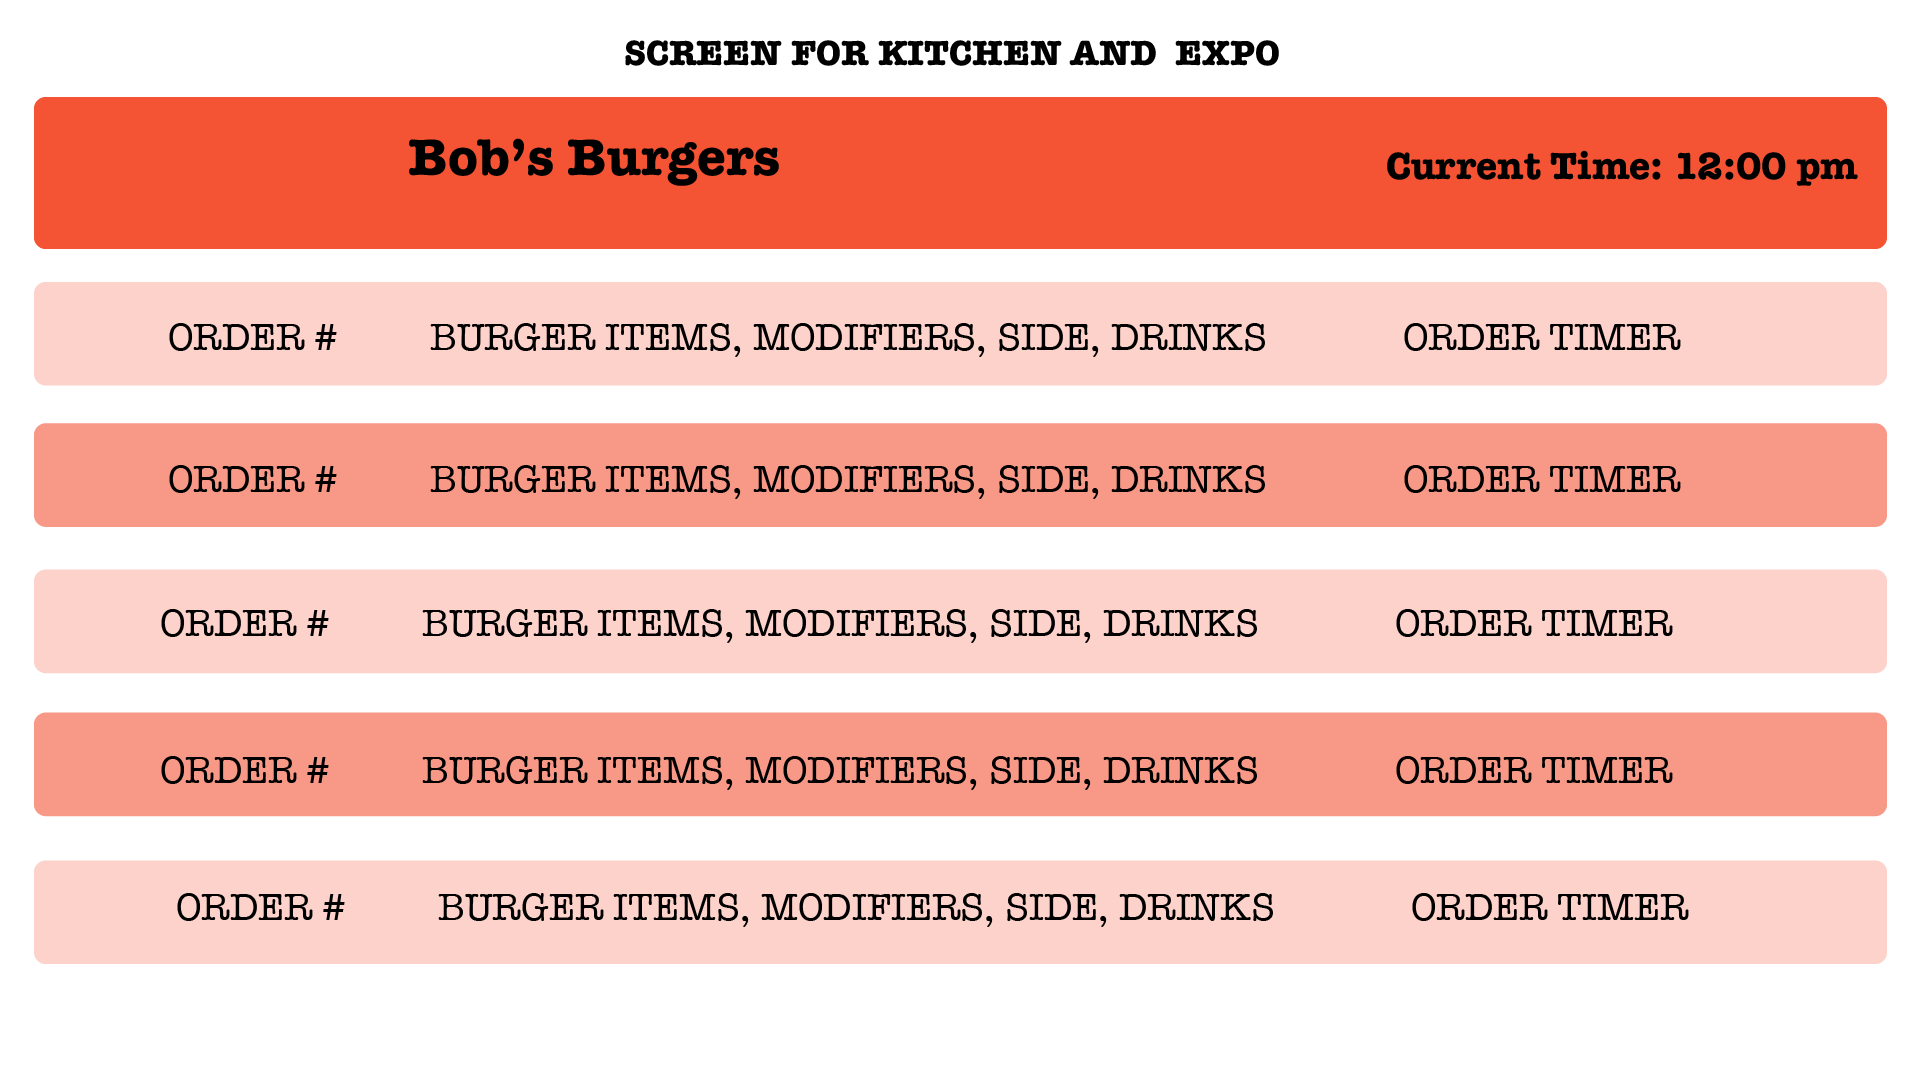 SCREEN FOR KITCHEN AND  EXPO
Bob’s Burgers
Current Time: 12:00 pm
ORDER # BURGER ITEMS, MODIFIERS, SIDE, DRINKS ORDER TIMER
ORDER # BURGER ITEMS, MODIFIERS, SIDE, DRINKS ORDER TIMER
ORDER # BURGER ITEMS, MODIFIERS, SIDE, DRINKS ORDER TIMER
ORDER # BURGER ITEMS, MODIFIERS, SIDE, DRINKS ORDER TIMER
ORDER # BURGER ITEMS, MODIFIERS, SIDE, DRINKS ORDER TIMER